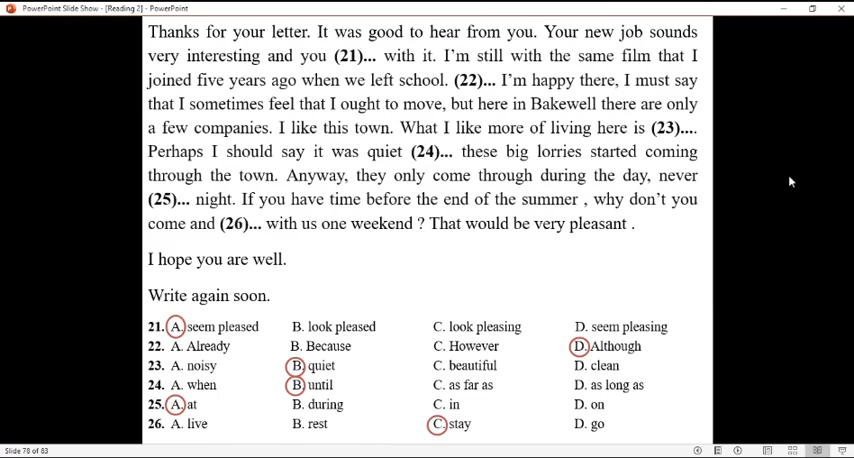 PowerPoint Slide Show - [Reading 2] - PowerPoint
Thanks for your letter. It was good to hear from you. Your new job sounds
very interesting and you (21)... with it. I'm still with the same film that I
joined five years ago when we left school. (22)... I'm happy there, I must say
that I sometimes feel that I ought to move, but here in Bakewell there are only
a few companies. I like this town. What I like more of living here is (23)....
Perhaps I should say it was quiet (24)... these big lorries started coming
through the town. Anyway, they only come through during the day, never
(25)... night. If you have time before the end of the summer , why don't you
come and (26)... with us one weekend ? That would be very pleasant .
I hope you are well.
Write again soon.
21. A. seem pleased B. look pleased C. look pleasing D. seem pleasing
22. A. Already B. Because C. However D. Although
23. A. noisy B. quiet C. beautiful D. clean
24. A. when B. until C. as far as D. as long as
25. A. at B. during C. in D. on
26. A. live B. rest C. stay D. go
Slide 78 of 83